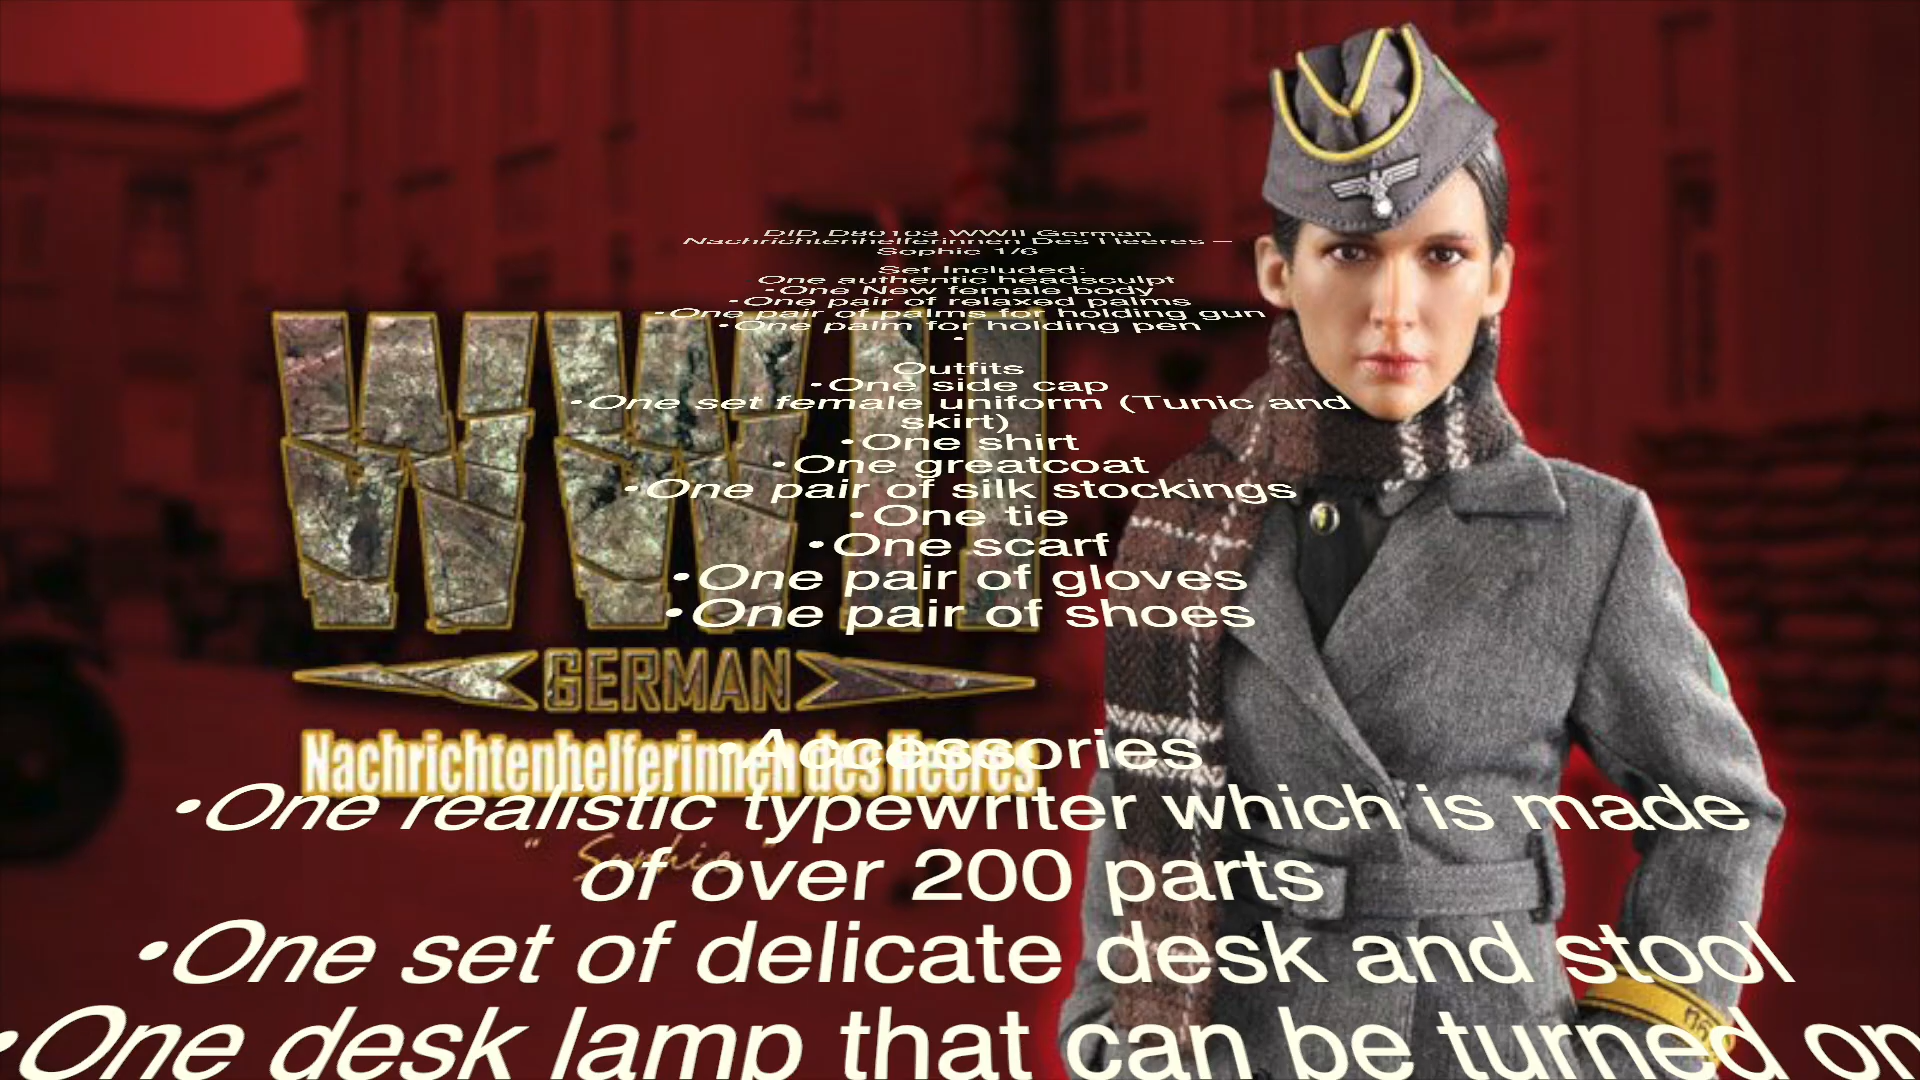 DID D80103 WWII German
Nachrichtenhelferinnen Des Heeres –
Sophic 1/6
Set Included:
One authentic headsculpt
•One New female body
•One pair of relaxed palms
•One pair of palms for holding gun
•One palm for holding pen
•
Outfits
•One side cap
•One set female uniform (Tunic and
skirt)
•One shirt
•One greatcoat
•One pair of silk stockings
•One tie
•One scarf
•One pair of gloves
•One pair of shoes
•Accessories
•One realistic typewriter which is made
of over 200 parts
•One set of delicate desk and stool
•One desk lamp that can be turned on
WWII
GERMAN
Nachrichtenhelferinnen des Heeres
" Sophie "